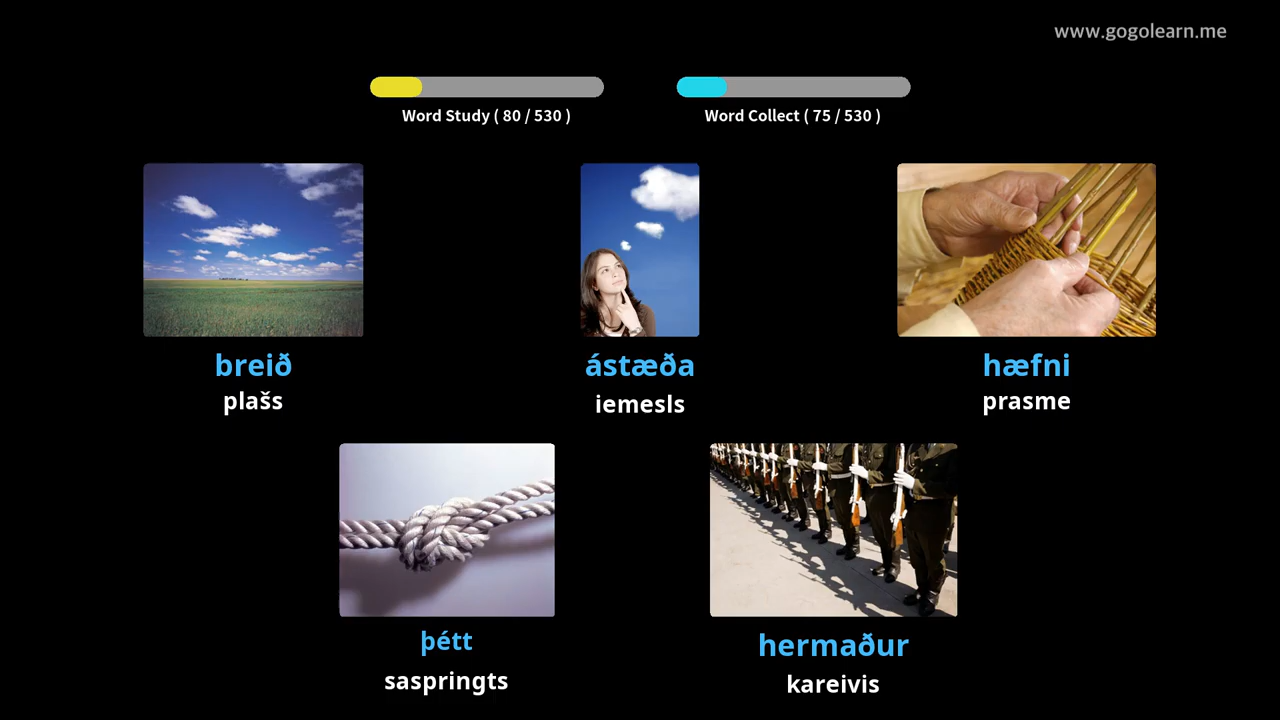 www.gogolearn.me
Word Study ( 80 / 530 )
Word Collect ( 75 / 530 )
breið
plašs
ástæða
iemesls
hæfni
prasme
þétt
saspringts
hermaður
kareivis